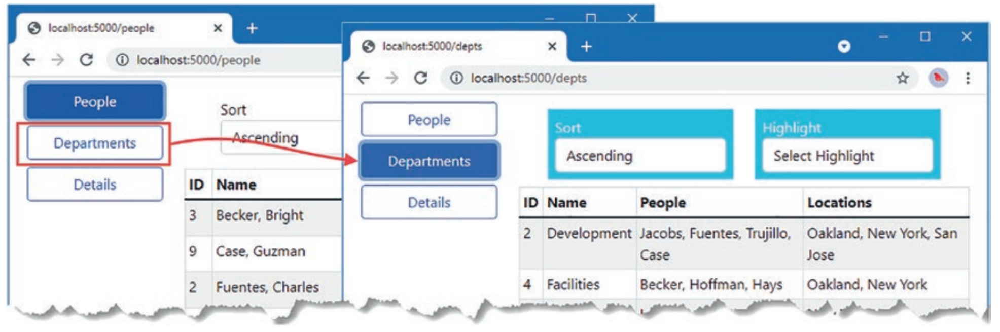 localhost:5000/people
localhost:5000/people
People
Departments
Details
Sort
Ascending
ID Name
3 Becker, Bright
9 Case, Guzman
2 Fuentes, Charles
localhost:5000/depts
localhost:5000/depts
People
Departments
Details
Sort
Ascending
Highlight
Select Highlight
ID Name People Locations
2 Development Jacobs, Fuentes, Trujillo, Oakland, New York, San
Case Jose
4 Facilities Becker, Hoffman, Hays Oakland, New York